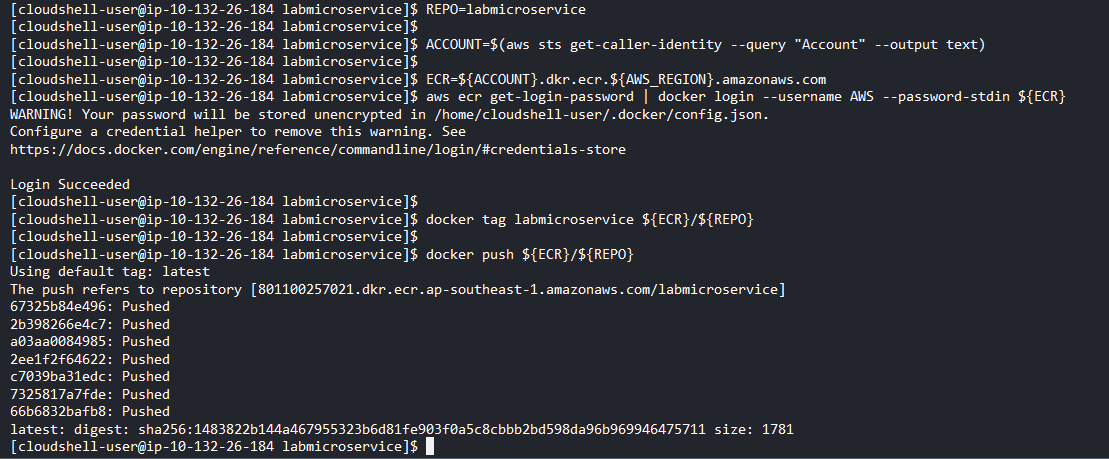 [cloudshell-user@ip-10-132-26-184 labmicroservice]$ REPO=labmicroservice
[cloudshell-user@ip-10-132-26-184 labmicroservice]$
[cloudshell-user@ip-10-132-26-184 labmicroservice]$ ACCOUNT=$(aws sts get-caller-identity --query "Account" --output text)
[cloudshell-user@ip-10-132-26-184 labmicroservice]$
[cloudshell-user@ip-10-132-26-184 labmicroservice]$ ECR=${ACCOUNT}.dkr.ecr.${AWS_REGION}.amazonaws.com
[cloudshell-user@ip-10-132-26-184 labmicroservice]$ aws ecr get-login-password | docker login --username AWS --password-stdin ${ECR}
WARNING! Your password will be stored unencrypted in /home/cloudshell-user/.docker/config.json.
Configure a credential helper to remove this warning. See
https://docs.docker.com/engine/reference/commandline/login/#credentials-store

Login Succeeded
[cloudshell-user@ip-10-132-26-184 labmicroservice]$
[cloudshell-user@ip-10-132-26-184 labmicroservice]$ docker tag labmicroservice ${ECR}/${REPO}
[cloudshell-user@ip-10-132-26-184 labmicroservice]$
[cloudshell-user@ip-10-132-26-184 labmicroservice]$ docker push ${ECR}/${REPO}
Using default tag: latest
The push refers to repository [801100257021.dkr.ecr.ap-southeast-1.amazonaws.com/labmicroservice]
67325b84e496: Pushed
2b398266e4c7: Pushed
a03aa0084985: Pushed
2ee1f2f64622: Pushed
c7039ba31edc: Pushed
7325817a7fde: Pushed
66b6832bafb8: Pushed
latest: digest: sha256:1483822b144a467955323b6d81fe903f0a5c8cbbb2bd598da96b969946475711 size: 1781
[cloudshell-user@ip-10-132-26-184 labmicroservice]$